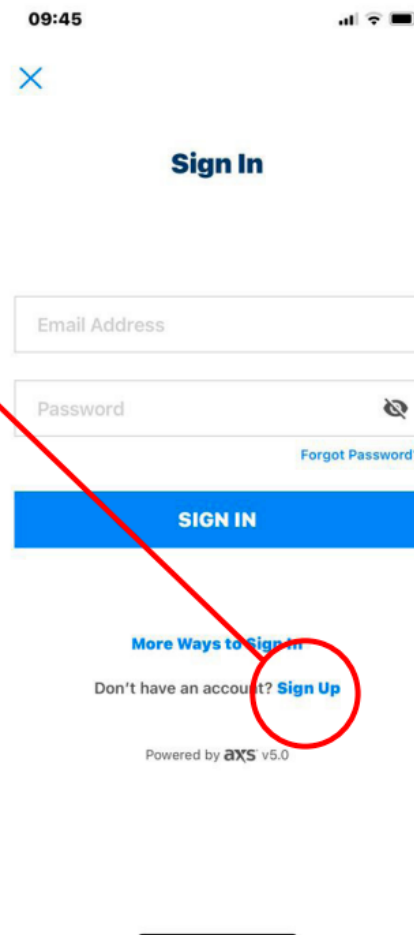 09:45
Sign In
Email Address
Password
Forgot Password?
SIGN IN
More Ways to Sign In
Don't have an account? Sign Up
Powered by axs v5.0